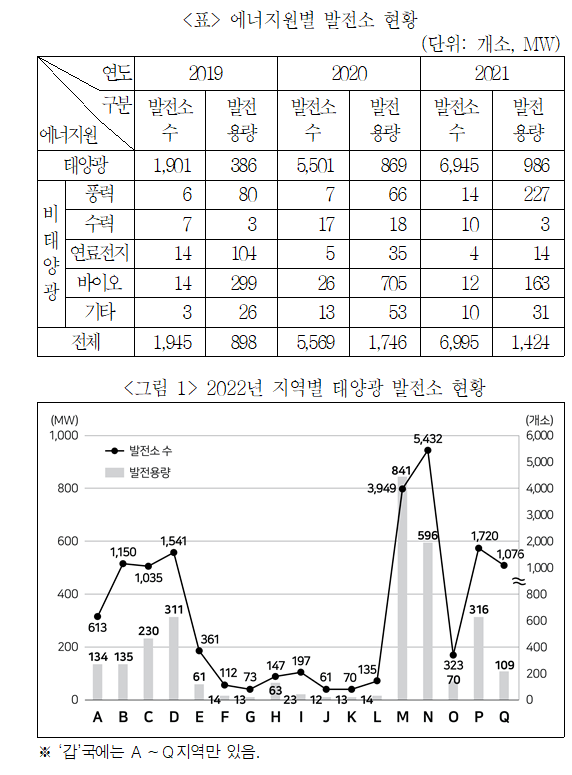 <표> 에너지원별 발전소 현황
(단위: 개소, MW)
연도 2019 2020 2021
구분 발전소 수 발전 용량 발전소 수 발전 용량 발전소 수 발전 용량
에너지원
태양광 1,901 386 5,501 869 6,945 986
비태양광
풍력 6 80 7 66 14 227
수력 7 3 17 18 10 3
연료전지 14 104 5 35 4 14
바이오 14 299 26 705 12 163
기타 3 26 13 53 10 31
전체 1,945 898 5,569 1,746 6,995 1,424
<그림 1> 2022년 지역별 태양광 발전소 현황
(MW) (개소)
1,000 800 600 400 200 0
발전소 수
발전용량
6,000 5,000 4,000 3,000 2,000 1,000 800 600 400 200 0
613 1,150 1,035 1,541 361 112 73 147 197 61 70 135 3,949 5,432 323 1,720 1,076
134 135 230 311 61 14 13 63 23 12 13 14 841 596 70 316 109
A B C D E F G H I J K L M N O P Q
※ ‘갑’국에는 A ~ Q지역만 있음.